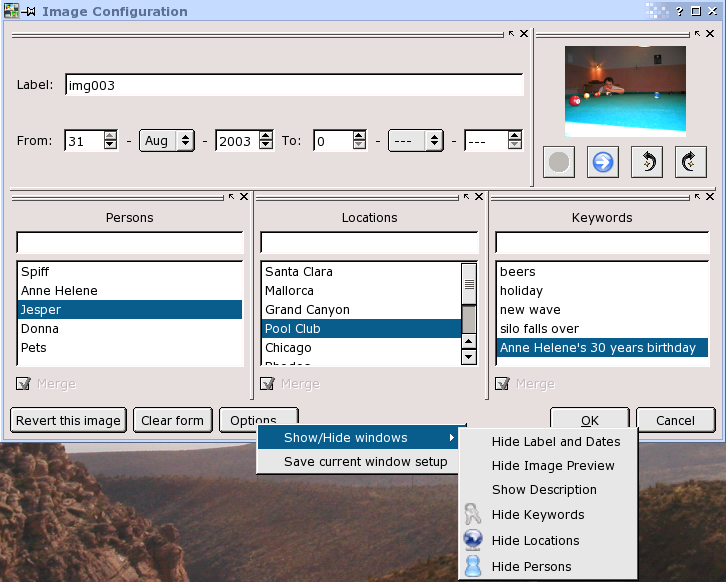 Image Configuration
Label: img003
From: 31 - Aug - 2003 To: 0 - --- - ---
Persons Locations Keywords
Spiff Santa Clara beers
Anne Helene Mallorca holiday
Jesper Grand Canyon new wave
Donna Pool Club silo falls over
Pets Chicago Anne Helene's 30 years birthday
Merge Merge Merge
Revert this image Clear form Options... OK Cancel
Show/Hide windows Hide Label and Dates
Save current window setup Hide Image Preview
Show Description
Hide Keywords
Hide Locations
Hide Persons